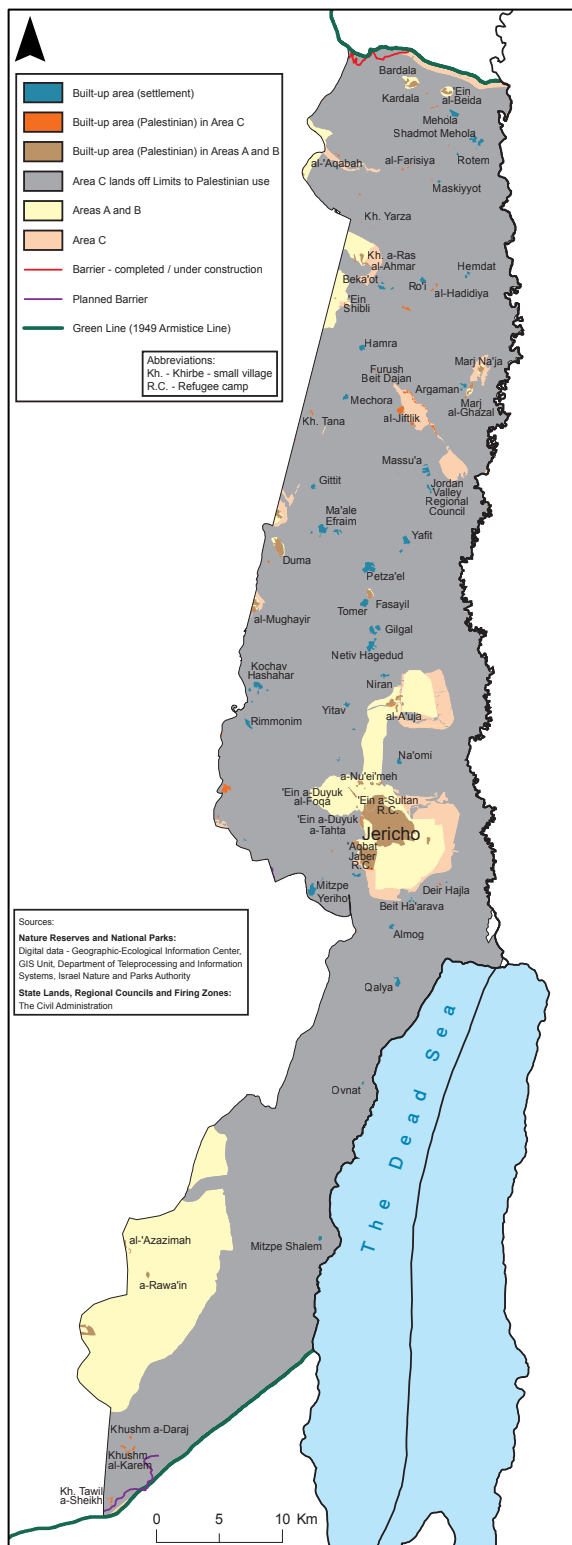 Built-up area (settlement)
Built-up area (Palestinian) in Area C
Built-up area (Palestinian) in Areas A and B
Area C lands off Limits to Palestinian use
Areas A and B
Area C
Barrier - completed / under construction
Planned Barrier
Green Line (1949 Armistice Line)
Abbreviations:
Kh. - Khirbe - small village
R.C. - Refugee camp
Bardala
Kardala
'Ein
al-Beida
Mehola
Shadmot Mehola
al-'Aqabah
al-Farisiya
Rotem
Maskiyyot
Kh. Yarza
Kh. a-Ras
al-Ahmar
Beka'ot
Ro'i
Hemdat
al-Hadidiya
'Ein
Shibli
Hamra
Furush
Beit Dajan
Marj Na'ja
Argaman
Mechora
Marj
al-Ghazal
Kh. Tana
al-Jiftlik
Massu'a
Gittit
Jordan
Valley
Regional
Council
Ma'ale
Efraim
Yafit
Duma
Petza'el
Fasayil
Tomer
al-Mughayir
Gilgal
Netiv Hagedud
Kochav
Hashahar
Niran
Yitav
al-A'uja
Rimmonim
Na'omi
a-Nu'ei'meh
'Ein a-Duyuk
al-Foqa
'Ein a-Sultan
R.C.
'Ein a-Duyuk
a-Tahta
Jericho
'Aqbat
Jaber
R.C.
Mitzpe
Yeriho
Deir Hajla
Beit Ha'arava
Almog
Sources:
Nature Reserves and National Parks:
Digital data - Geographic-Ecological Information Center,
GIS Unit, Department of Teleprocessing and Information
Systems, Israel Nature and Parks Authority
State Lands, Regional Councils and Firing Zones:
The Civil Administration
Qalya
The Dead Sea
Ovnat
al-'Azazimah
Mitzpe Shalem
a-Rawa'in
Khushm a-Daraj
Khushm
al-Karem
Kh. Tawil
a-Sheikh
0 5 10 Km